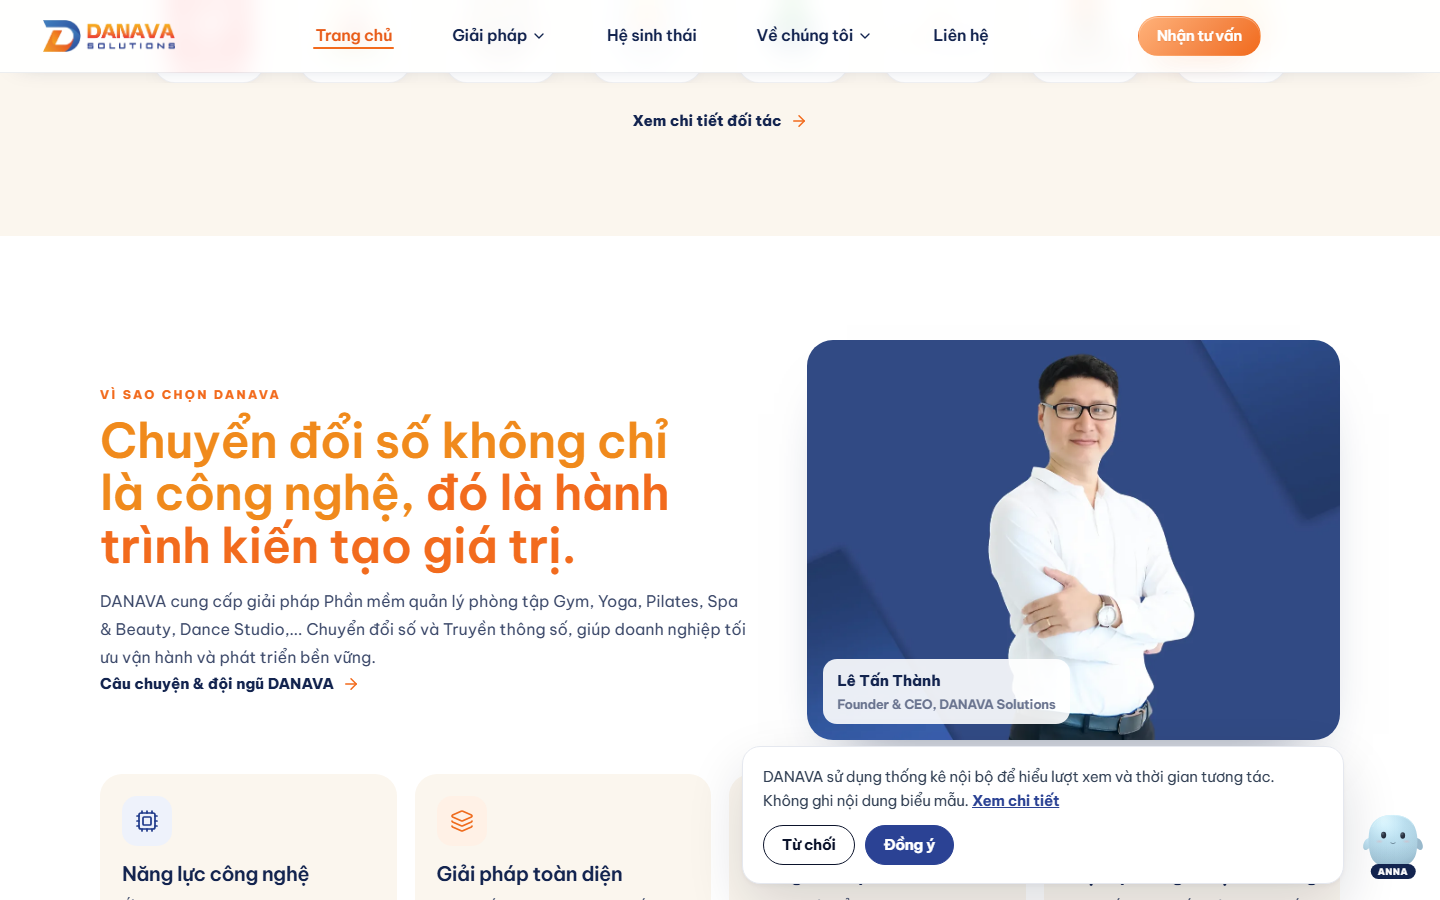 DANAVA
SOLUTIONS
Trang chủ
Giải pháp
Hệ sinh thái
Về chúng tôi
Liên hệ
Nhận tư vấn
Xem chi tiết đối tác
VÌ SAO CHỌN DANAVA
Chuyển đổi số không chỉ
là công nghệ, đó là hành
trình kiến tạo giá trị.
DANAVA cung cấp giải pháp Phần mềm quản lý phòng tập Gym, Yoga, Pilates, Spa
& Beauty, Dance Studio,... Chuyển đổi số và Truyền thông số, giúp doanh nghiệp tối
ưu vận hành và phát triển bền vững.
Câu chuyện & đội ngũ DANAVA
Lê Tấn Thành
Founder & CEO, DANAVA Solutions
Năng lực công nghệ
Giải pháp toàn diện
DANAVA sử dụng thống kê nội bộ để hiểu lượt xem và thời gian tương tác.
Không ghi nội dung biểu mẫu. Xem chi tiết
Từ chối
Đồng ý
ANNA